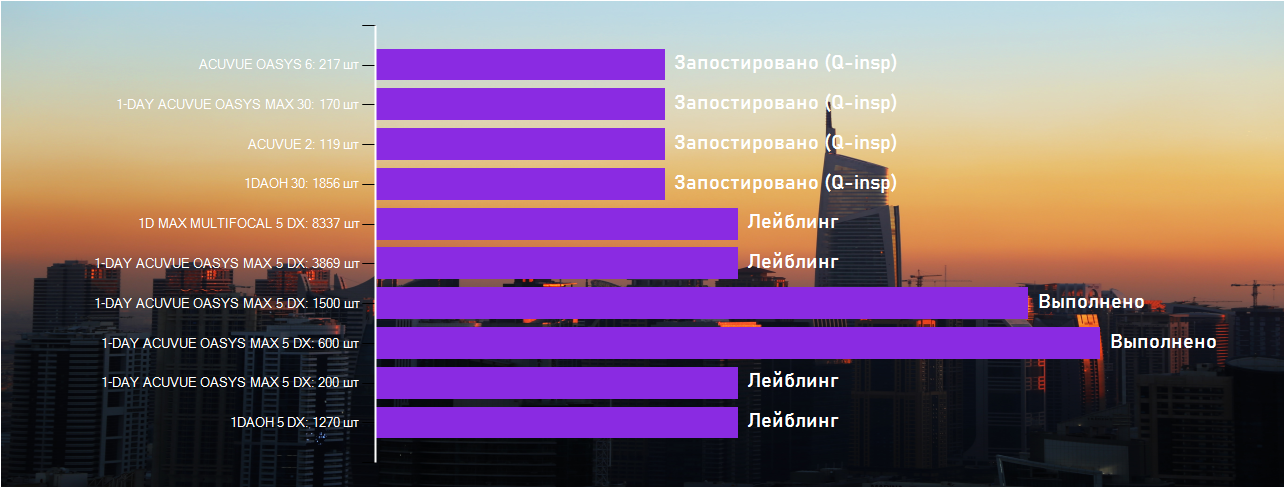 ACUVUE OASYS 6: 217 шт Запостировано (Q-insp)
1-DAY ACUVUE OASYS MAX 30: 170 шт Запостировано (Q-insp)
ACUVUE 2: 119 шт Запостировано (Q-insp)
1DAOH 30: 1856 шт Запостировано (Q-insp)
1D MAX MULTIFOCAL 5 DX: 8337 шт Лейблинг
1-DAY ACUVUE OASYS MAX 5 DX: 3869 шт Лейблинг
1-DAY ACUVUE OASYS MAX 5 DX: 1500 шт Выполнено
1-DAY ACUVUE OASYS MAX 5 DX: 600 шт Выполнено
1-DAY ACUVUE OASYS MAX 5 DX: 200 шт Лейблинг
1DAOH 5 DX: 1270 шт Лейблинг